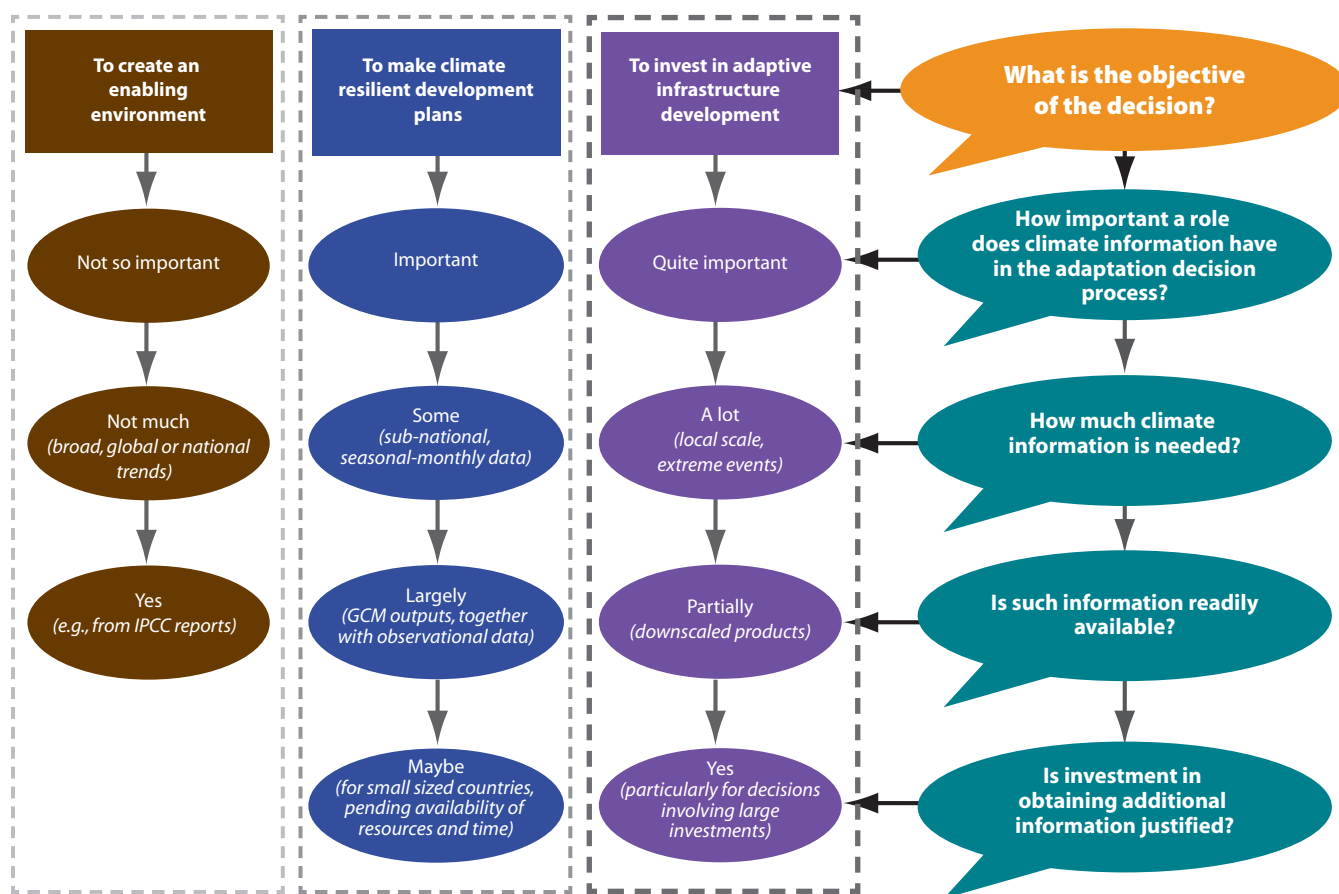 To create an
enabling
environment
Not so important
Not much
(broad, global or national
trends)
Yes
(e.g., from IPCC reports)
To make climate
resilient development
plans
Important
Some
(sub-national,
seasonal-monthly data)
Largely
(GCM outputs, together
with observational data)
Maybe
(for small sized countries,
pending availability of
resources and time)
To invest in adaptive
infrastructure
development
Quite important
A lot
(local scale,
extreme events)
Partially
(downscaled products)
Yes
(particularly for decisions
involving large
investments)
What is the objective
of the decision?
How important a role
does climate information have
in the adaptation decision
process?
How much climate
information is needed?
Is such information readily
available?
Is investment in
obtaining additional
information justified?